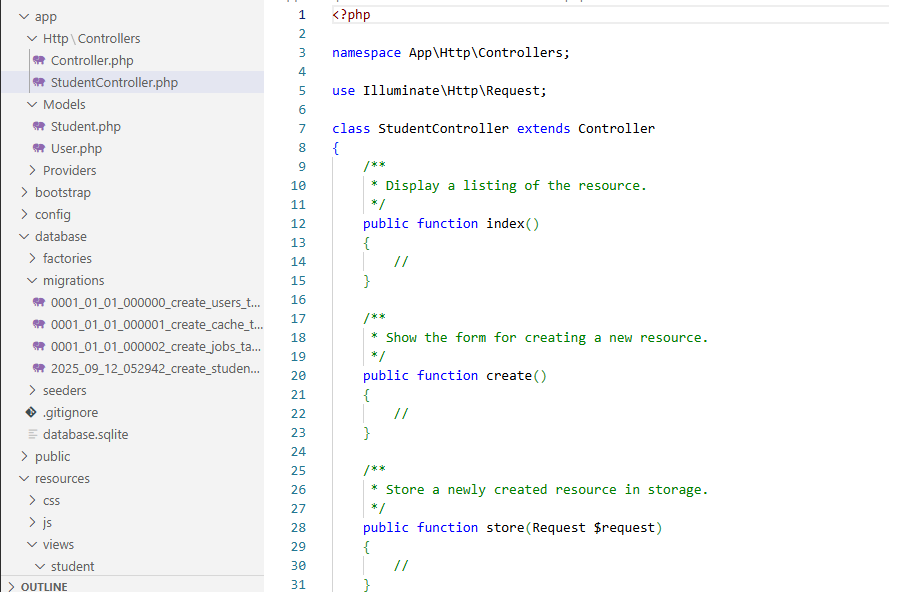 app
Http\Controllers
Controller.php
StudentController.php
Models
Student.php
User.php
Providers
bootstrap
config
database
factories
migrations
0001_01_01_000000_create_users_t...
0001_01_01_000001_create_cache_t...
0001_01_01_000002_create_jobs_ta...
2025_09_12_052942_create_studen...
seeders
.gitignore
database.sqlite
public
resources
css
js
views
student
OUTLINE
1 <?php
2
3 namespace App\Http\Controllers;
4
5 use Illuminate\Http\Request;
6
7 class StudentController extends Controller
8 {
9     /**
10      * Display a listing of the resource.
11      */
12     public function index()
13     {
14         //
15     }
16
17     /**
18      * Show the form for creating a new resource.
19      */
20     public function create()
21     {
22         //
23     }
24
25     /**
26      * Store a newly created resource in storage.
27      */
28     public function store(Request $request)
29     {
30         //
31     }